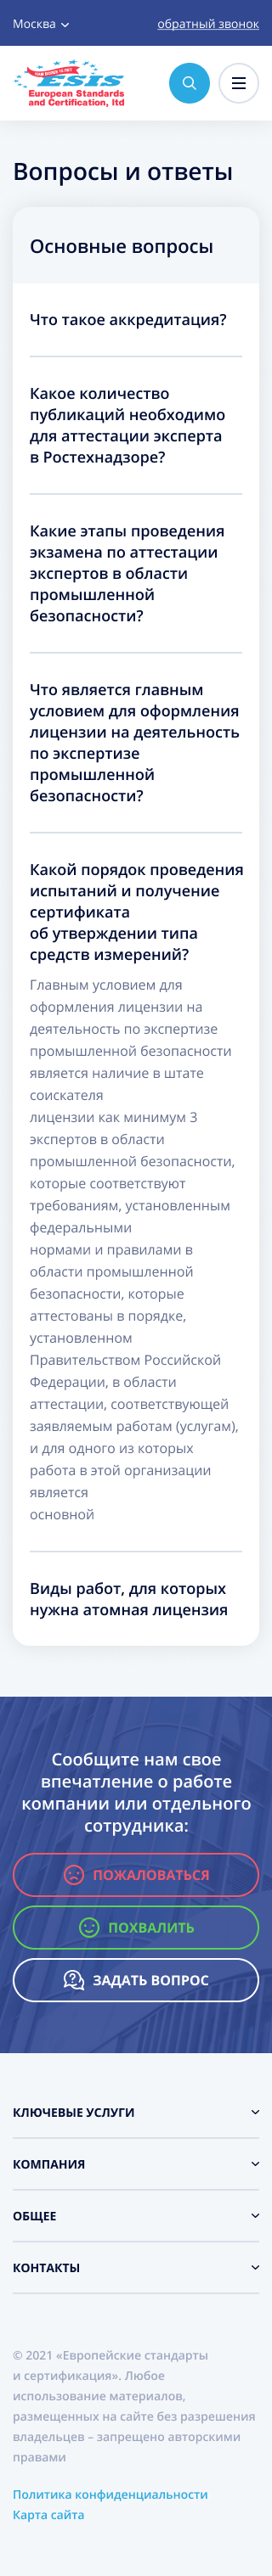 Москва
обратный звонок
НАМ БОЛЕЕ 10 ЛЕТ
ESIS
European Standards
and Certification, ltd
Вопросы и ответы
Основные вопросы
Что такое аккредитация?
Какое количество
публикаций необходимо
для аттестации эксперта
в Ростехнадзоре?
Какие этапы проведения
экзамена по аттестации
экспертов в области
промышленной
безопасности?
Что является главным
условием для оформления
лицензии на деятельность
по экспертизе
промышленной
безопасности?
Какой порядок проведения
испытаний и получение
сертификата
об утверждении типа
средств измерений?
Главным условием для
оформления лицензии на
деятельность по экспертизе
промышленной безопасности
является наличие в штате
соискателя
лицензии как минимум 3
экспертов в области
промышленной безопасности,
которые соответствуют
требованиям, установленным
федеральными
нормами и правилами в
области промышленной
безопасности, которые
аттестованы в порядке,
установленном
Правительством Российской
Федерации, в области
аттестации, соответствующей
заявляемым работам (услугам),
и для одного из которых
работа в этой организации
является
основной
Виды работ, для которых
нужна атомная лицензия
Сообщите нам свое
впечатление о работе
компании или отдельного
сотрудника:
ПОЖАЛОВАТЬСЯ
ПОХВАЛИТЬ
ЗАДАТЬ ВОПРОС
КЛЮЧЕВЫЕ УСЛУГИ
КОМПАНИЯ
ОБЩЕЕ
КОНТАКТЫ
© 2021 «Европейские стандарты
и сертификация». Любое
использование материалов,
размещенных на сайте без разрешения
владельцев – запрещено авторскими
правами
Политика конфиденциальности
Карта сайта